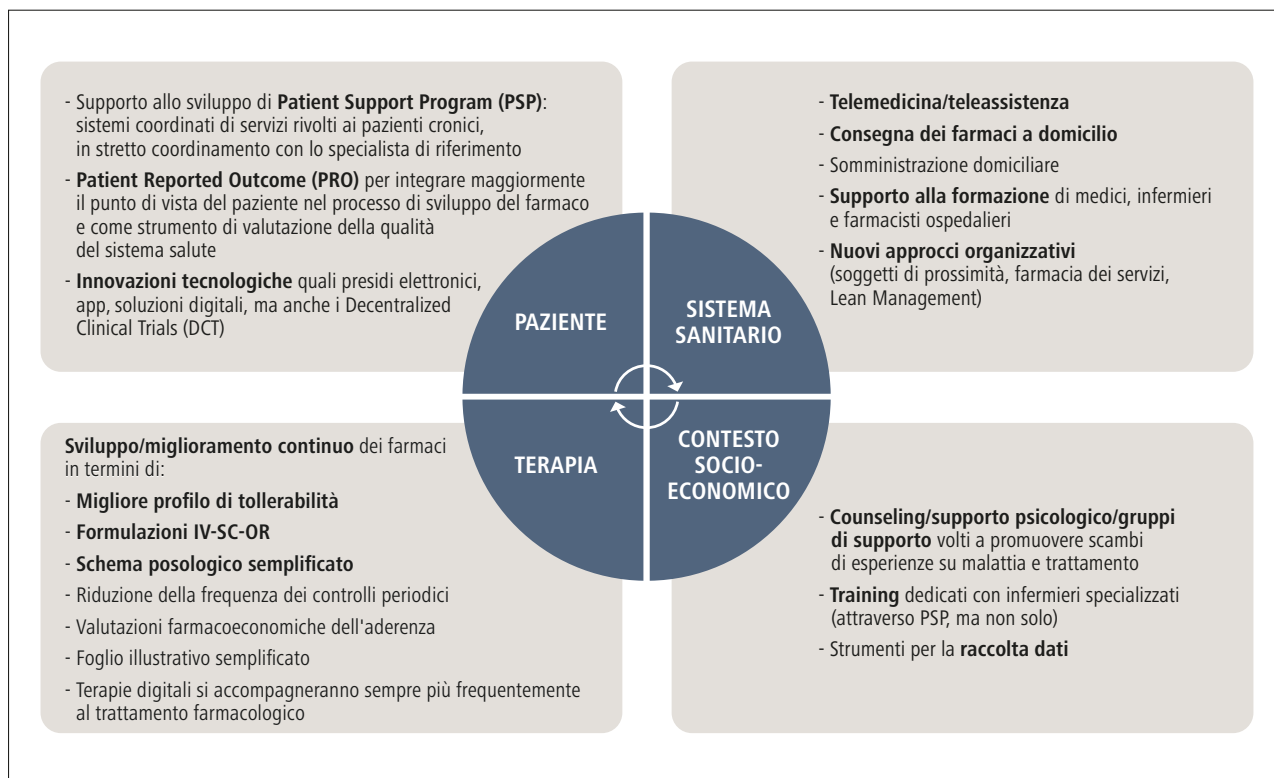 - Supporto allo sviluppo di Patient Support Program (PSP):
sistemi coordinati di servizi rivolti ai pazienti cronici,
in stretto coordinamento con lo specialista di riferimento
- Patient Reported Outcome (PRO) per integrare maggiormente
il punto di vista del paziente nel processo di sviluppo del farmaco
e come strumento di valutazione della qualità
del sistema salute
- Innovazioni tecnologiche quali presidi elettronici,
app, soluzioni digitali, ma anche i Decentralized
Clinical Trials (DCT)
- Telemedicina/teleassistenza
- Consegna dei farmaci a domicilio
- Somministrazione domiciliare
- Supporto alla formazione di medici, infermieri
e farmacisti ospedalieri
- Nuovi approcci organizzativi
(soggetti di prossimità, farmacia dei servizi,
Lean Management)
PAZIENTE
SISTEMA
SANITARIO
TERAPIA
CONTESTO
SOCIO-
ECONOMICO
Sviluppo/miglioramento continuo dei farmaci
in termini di:
- Migliore profilo di tollerabilità
- Formulazioni IV-SC-OR
- Schema posologico semplificato
- Riduzione della frequenza dei controlli periodici
- Valutazioni farmacoeconomiche dell'aderenza
- Foglio illustrativo semplificato
- Terapie digitali si accompagneranno sempre più frequentemente
al trattamento farmacologico
- Counseling/supporto psicologico/gruppi
di supporto volti a promuovere scambi
di esperienze su malattia e trattamento
- Training dedicati con infermieri specializzati
(attraverso PSP, ma non solo)
- Strumenti per la raccolta dati